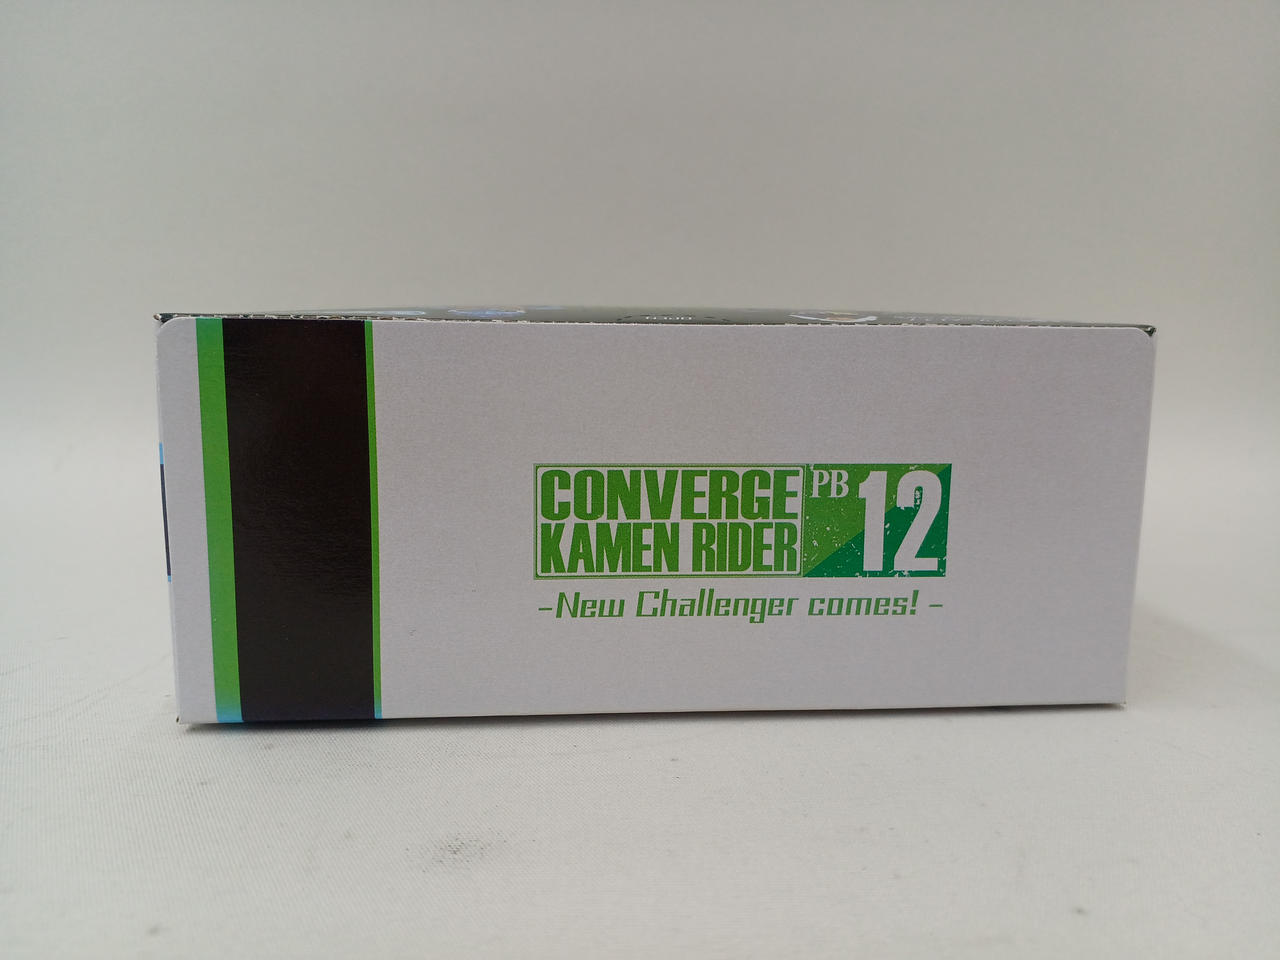 CONVERGE
KAMEN RIDER
PB 12
-New Challenger comes! -